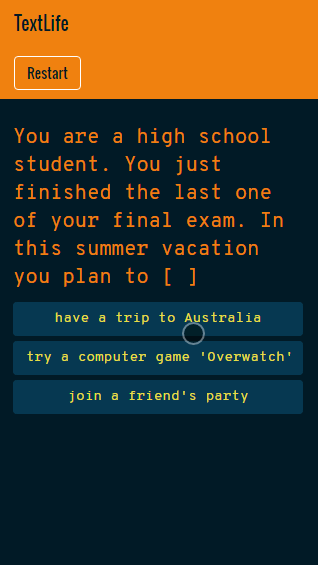 TextLife
Restart
You are a high school
student. You just
finished the last one
of your final exam. In
this summer vacation
you plan to [ ]
have a trip to Australia
try a computer game 'Overwatch'
join a friend's party